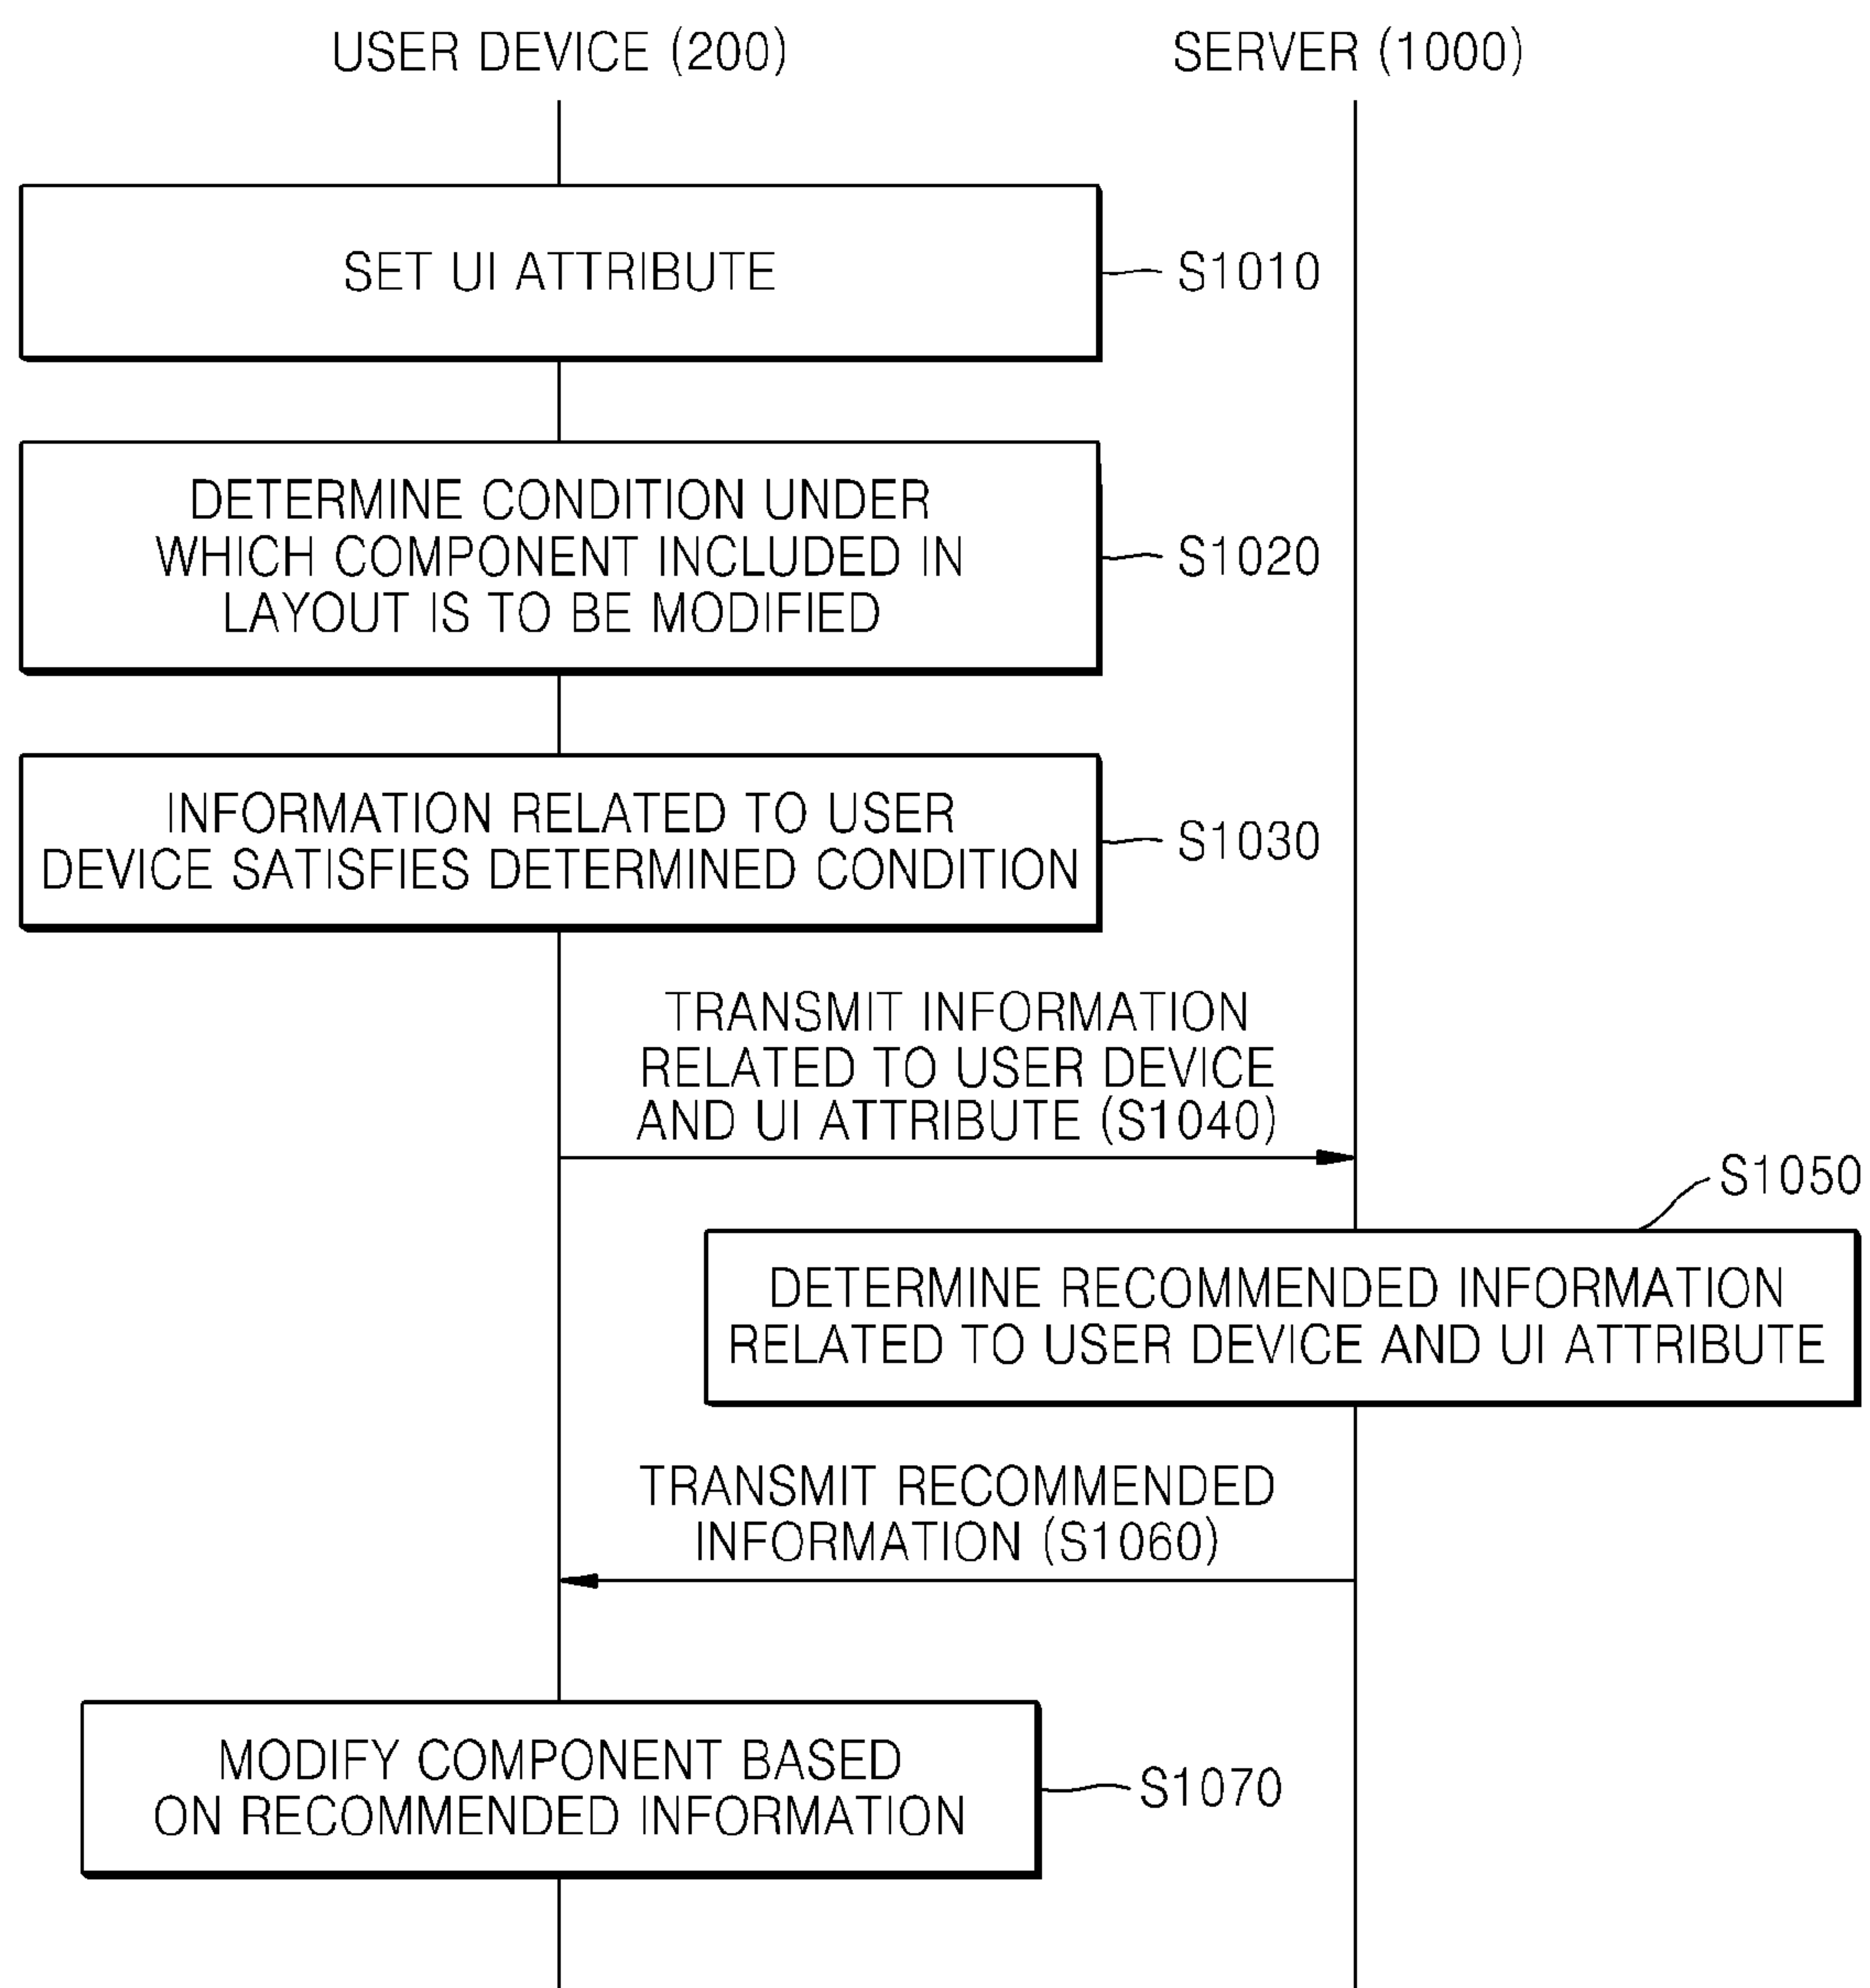 USER DEVICE (200)
SERVER (1000)
SET UI ATTRIBUTE
S1010
DETERMINE CONDITION UNDER
WHICH COMPONENT INCLUDED IN
LAYOUT IS TO BE MODIFIED
S1020
INFORMATION RELATED TO USER
DEVICE SATISFIES DETERMINED CONDITION
S1030
TRANSMIT INFORMATION
RELATED TO USER DEVICE
AND UI ATTRIBUTE (S1040)
S1050
DETERMINE RECOMMENDED INFORMATION
RELATED TO USER DEVICE AND UI ATTRIBUTE
TRANSMIT RECOMMENDED
INFORMATION (S1060)
MODIFY COMPONENT BASED
ON RECOMMENDED INFORMATION
S1070